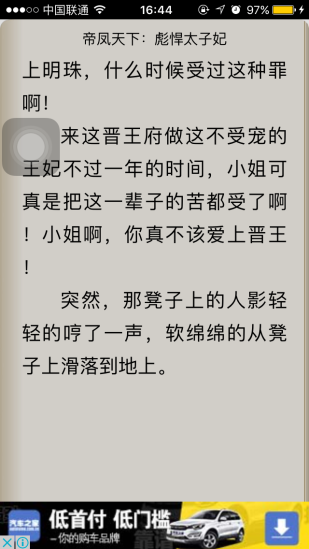 中国联通 16:44 97%
帝凤天下：彪悍太子妃
上明珠，什么时候受过这种罪
啊！
来这晋王府做这不受宠的
王妃不过一年的时间，小姐可
真是把这一辈子的苦都受了啊
！小姐啊，你真不该爱上晋王
！
突然，那凳子上的人影轻
轻的哼了一声，软绵绵的从凳
子上滑落到地上。
汽车之家
低首付 低门槛
-你的购车品牌